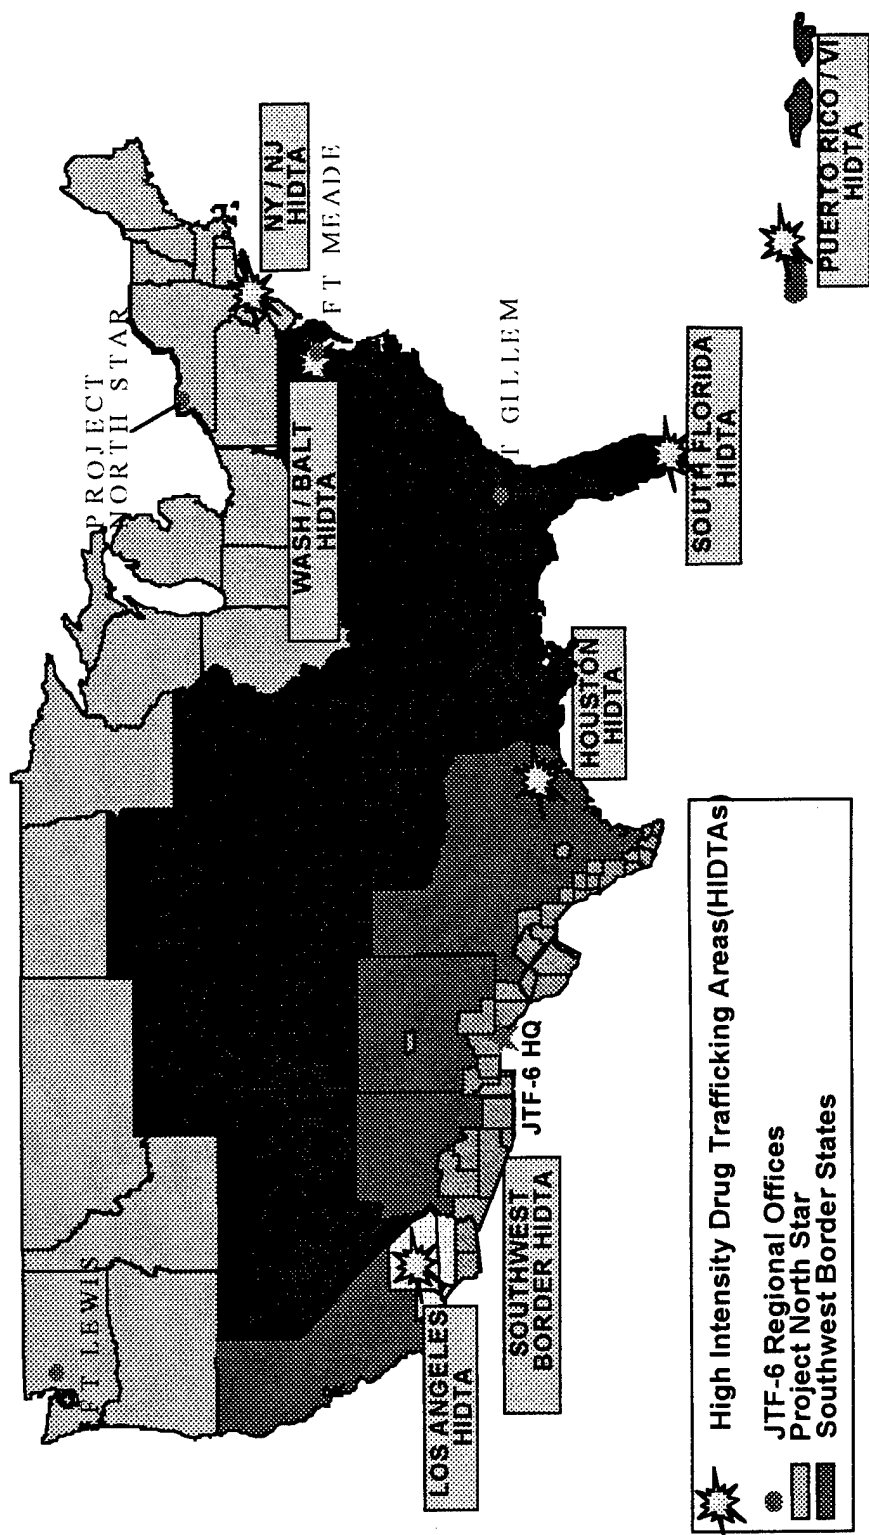 PROJECT
NORTH STAR
FT LEWIS
NY / NJ
HIDTA
FT MEADE
WASH / BALT
HIDTA
T GILLEM
LOS ANGELES
HIDTA
SOUTHWEST
BORDER HIDTA
JTF-6 HQ
HOUSTON
HIDTA
SOUTH FLORIDA
HIDTA
PUERTO RICO / VI
HIDTA
High Intensity Drug Trafficking Areas(HIDTAs)
JTF-6 Regional Offices
Project North Star
Southwest Border States